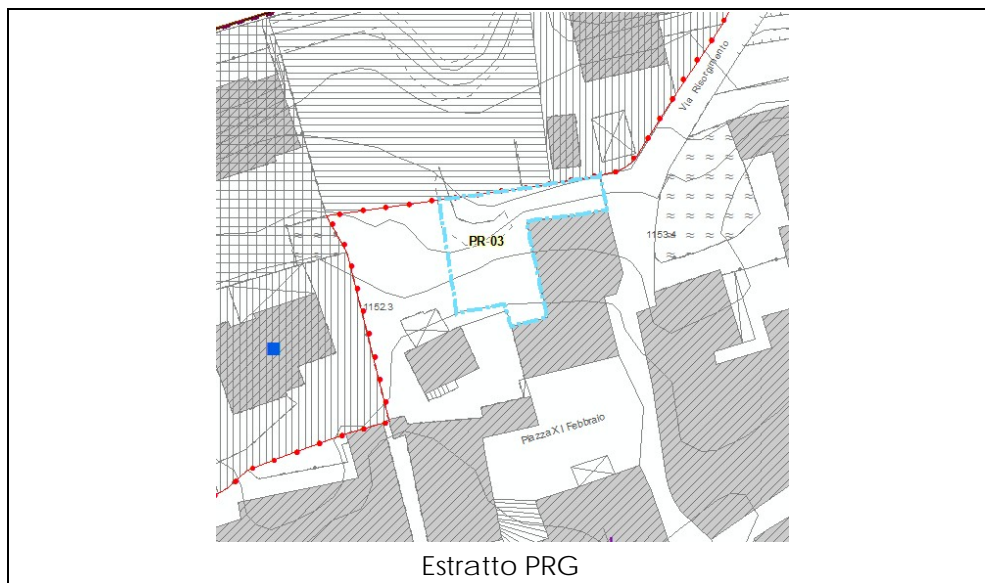 Via Risorgimento
PR 03
1153.4
1152.3
Piazza XI Febbraio
Estratto PRG